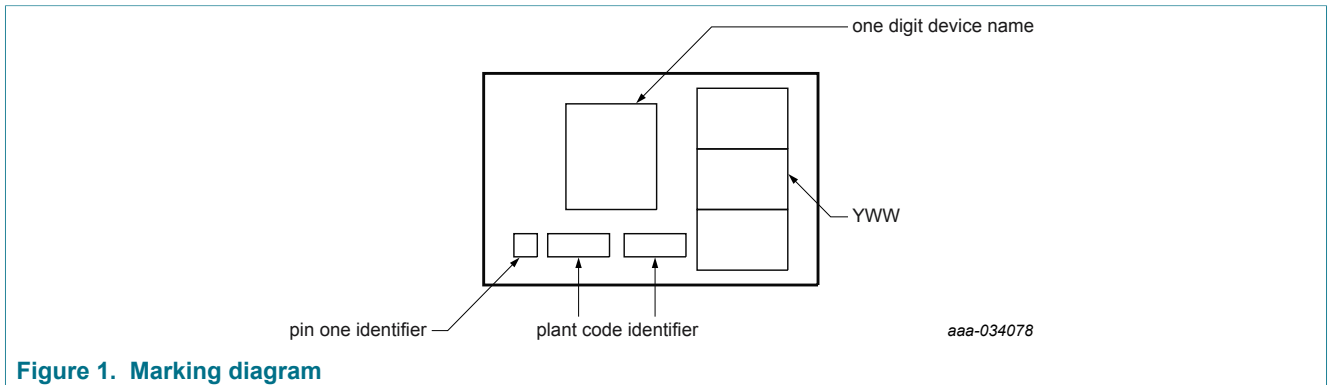 one digit device name
YWW
pin one identifier
plant code identifier
aaa-034078
Figure 1. Marking diagram